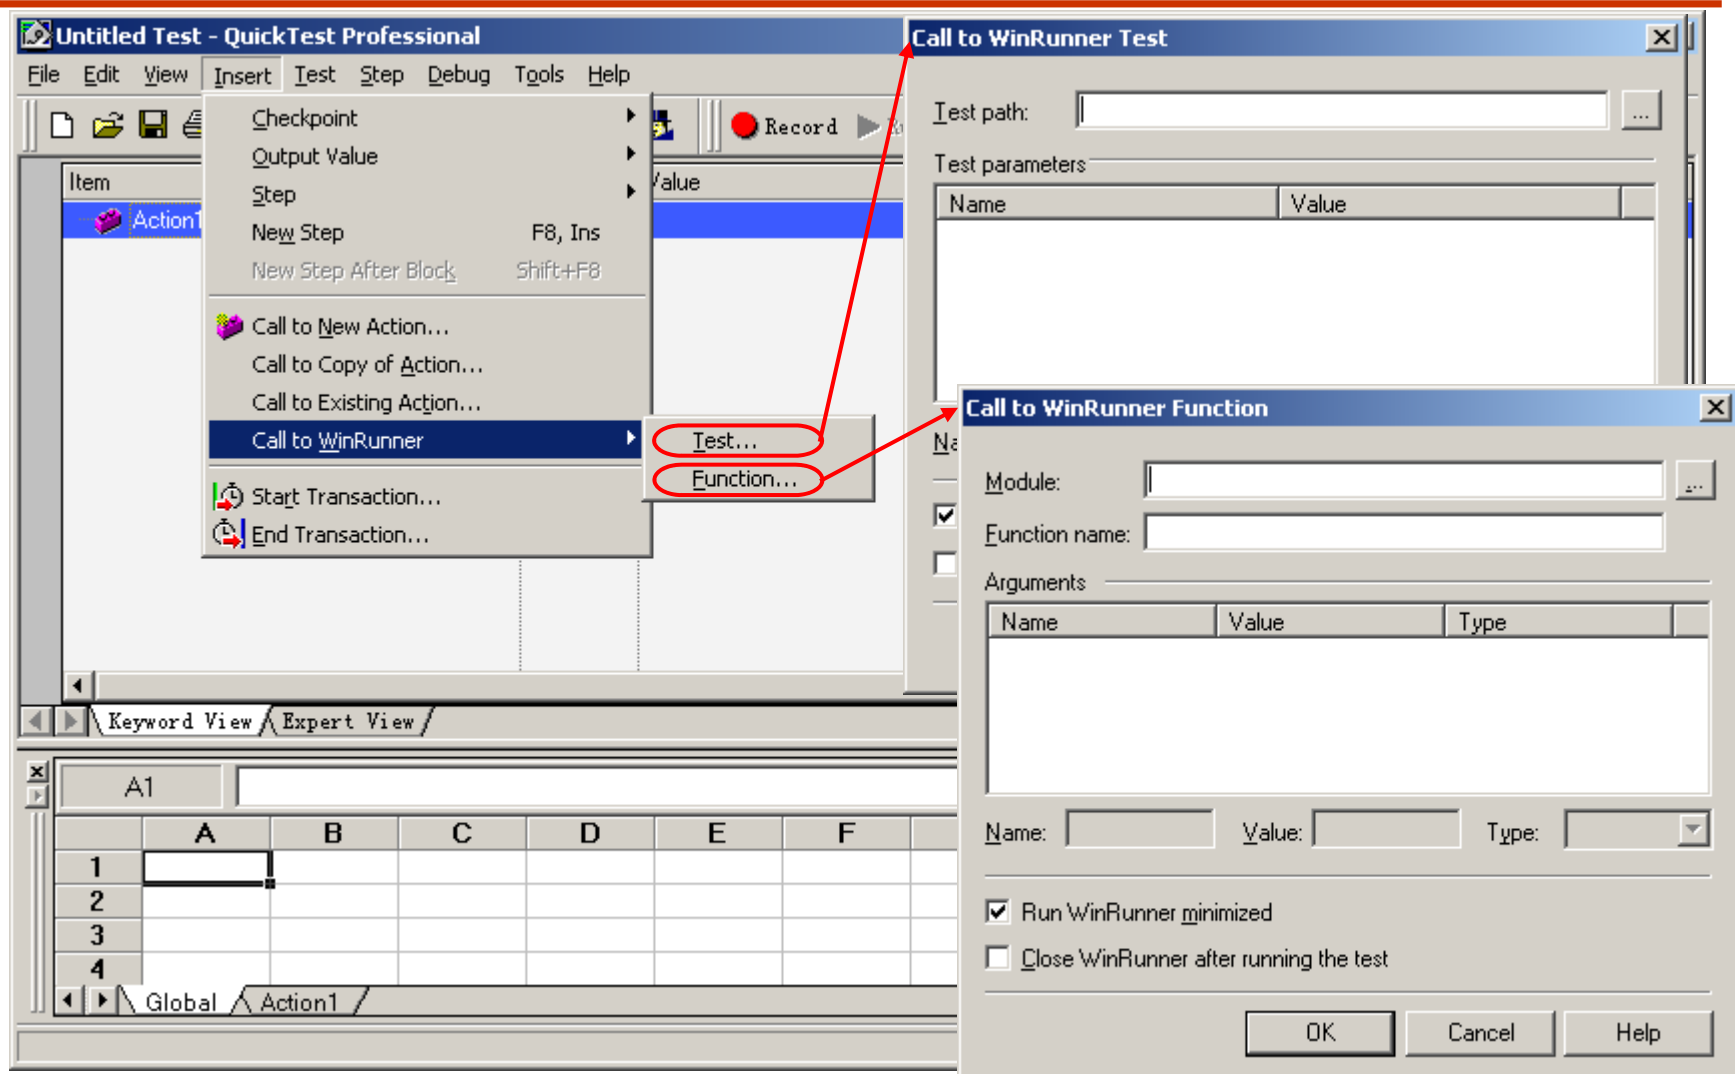 Untitled Test - QuickTest Professional
File Edit View Insert Test Step Debug Tools Help
Record
Item
Value
Action1
Checkpoint
Output Value
Step
New Step F8, Ins
New Step After Block Shift+F8
Call to New Action...
Call to Copy of Action...
Call to Existing Action...
Call to WinRunner
Start Transaction...
End Transaction...
Test...
Function...
Keyword View Expert View
A1
A B C D E F
1
2
3
4
Global Action1
Call to WinRunner Test
Test path: ...
Test parameters
Name Value
Call to WinRunner Function
Module: ...
Function name:
Arguments
Name Value Type
Name: Value: Type:
Run WinRunner minimized
Close WinRunner after running the test
OK Cancel Help